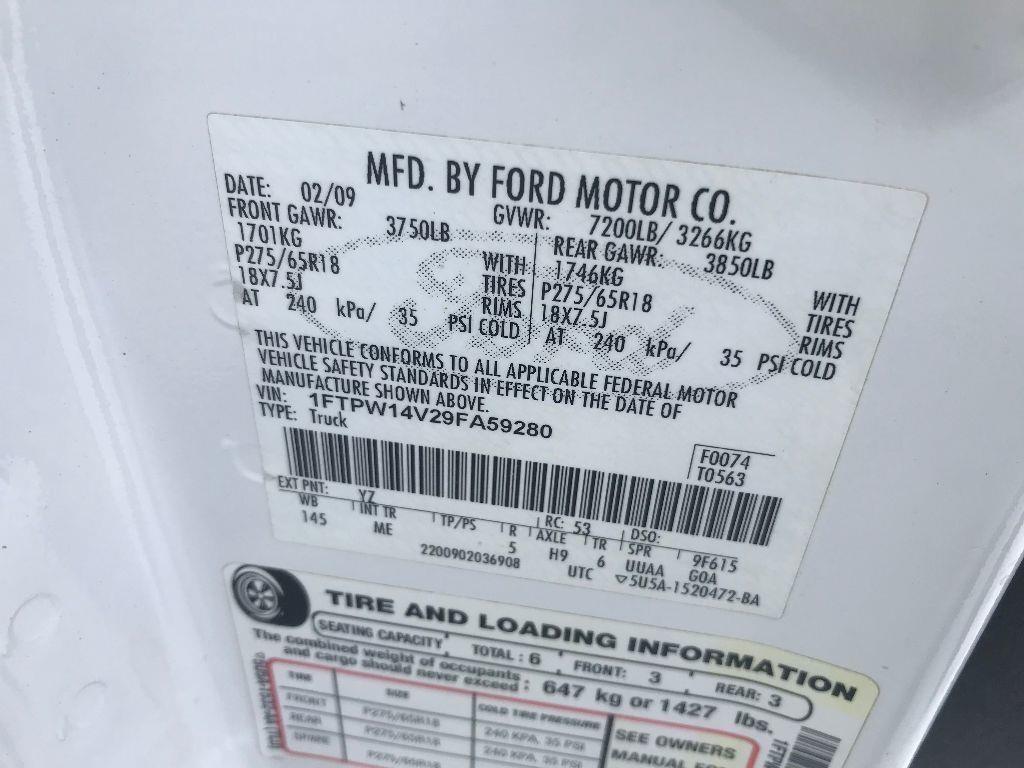 MFD. BY FORD MOTOR CO.
DATE: 02/09 GVWR: 7200LB/ 3266KG
FRONT GAWR: 3750LB REAR GAWR: 3850LB
1701KG WITH 1746KG WITH
P275/65R18 TIRES P275/65R18 TIRES
18X7.5J RIMS 18X7.5J RIMS
AT 240 kPa/ 35 PSI COLD AT 240 kPa/ 35 PSI COLD
THIS VEHICLE CONFORMS TO ALL APPLICABLE FEDERAL MOTOR
VEHICLE SAFETY STANDARDS IN EFFECT ON THE DATE OF
MANUFACTURE SHOWN ABOVE.
VIN: 1FTPW14V29FA59280
TYPE: Truck
F0074
T0563
EXT PNT: YZ RC: 53 DSO:
WB INT TR TP/PS R AXLE TR SPR 9F615
145 ME 5 H9 6 UUAA GOA
2200902036908 UTC ▽5U5A-1520472-BA
TIRE AND LOADING INFORMATION
SEATING CAPACITY TOTAL : 6 FRONT: 3 REAR: 3
The combined weight of occupants
and cargo should never exceed : 647 kg or 1427 lbs.
TIRE SIZE COLD TIRE PRESSURE SEE OWNERS
FRONT P275/65R18 240 KPA, 35 PSI MANUAL
REAR P275/65R18 240 KPA, 35 PSI
SPARE P275/65R18